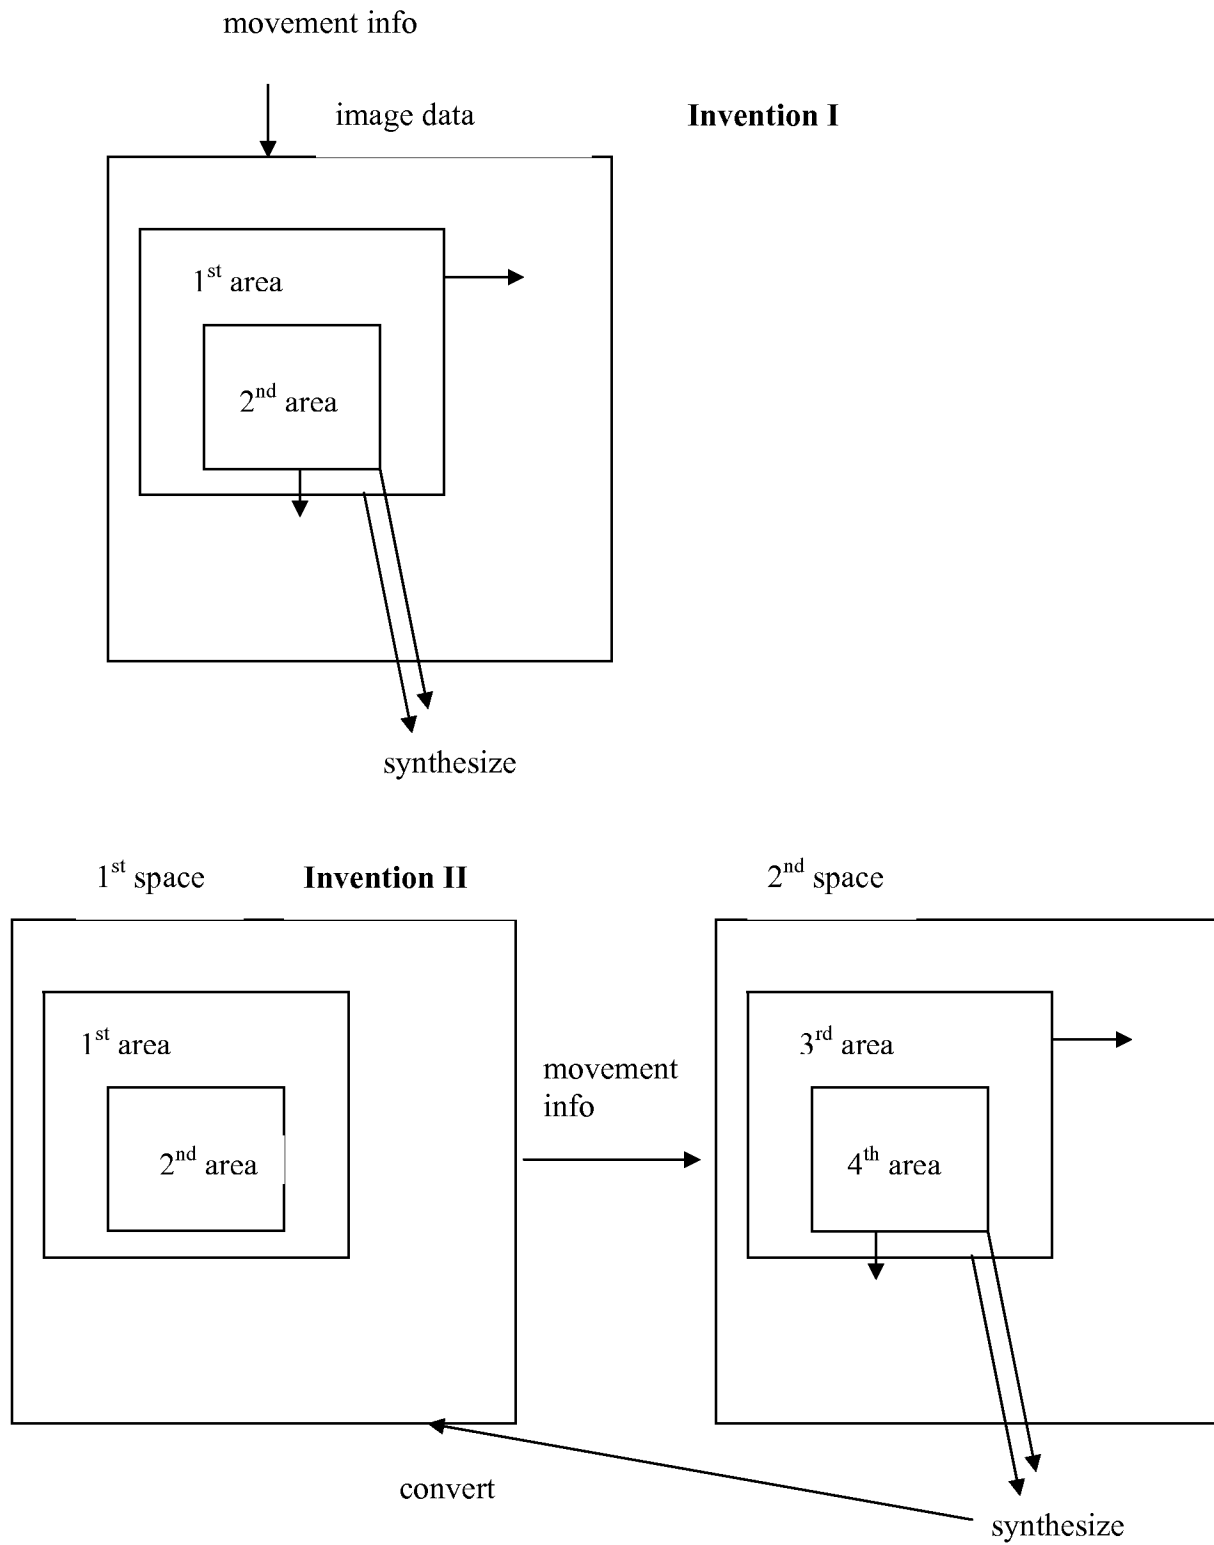 movement info
image data
Invention I
1st area
2nd area
synthesize
1st space
Invention II
2nd space
1st area
2nd area
movement
info
3rd area
4th area
convert
synthesize